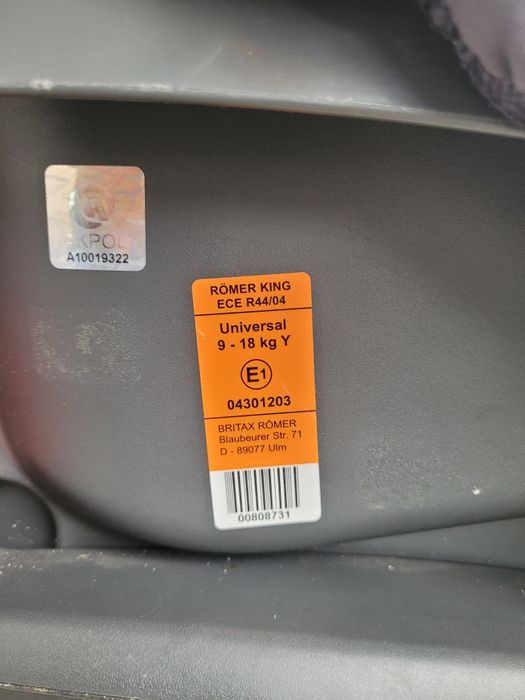 R
KPOL
A10019322
RÖMER KING
ECE R44/04
Universal
9 - 18 kg Y
E1
04301203
BRITAX RÖMER
Blaubeurer Str. 71
D - 89077 Ulm
00808731